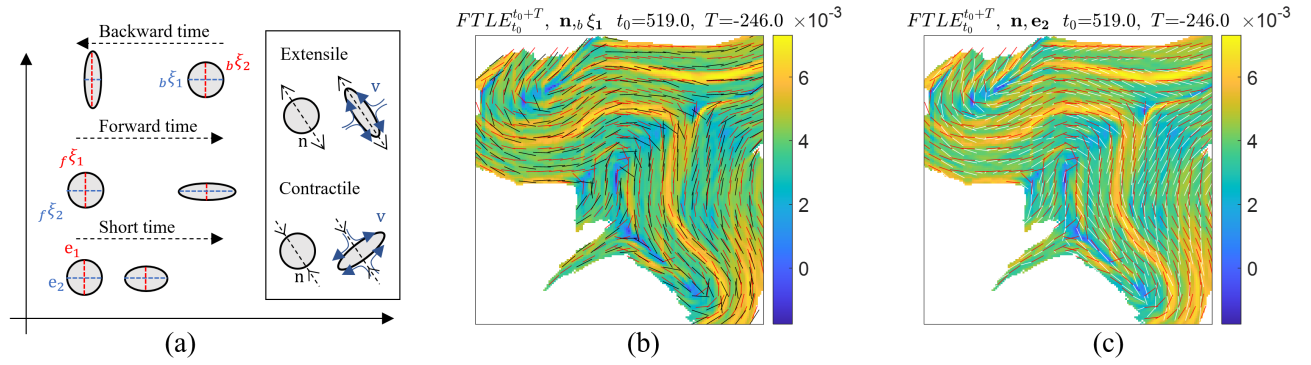 Backward time
bξ1
bξ2
Forward time
fξ1
fξ2
Short time
e1
e2
Extensile
v
n
Contractile
v
n
(a)
FTLE_{t0}^{t0+T}, n,bξ1 t0=519.0, T=-246.0 ×10⁻³
6
4
2
0
(b)
FTLE_{t0}^{t0+T}, n,e2 t0=519.0, T=-246.0 ×10⁻³
6
4
2
0
(c)